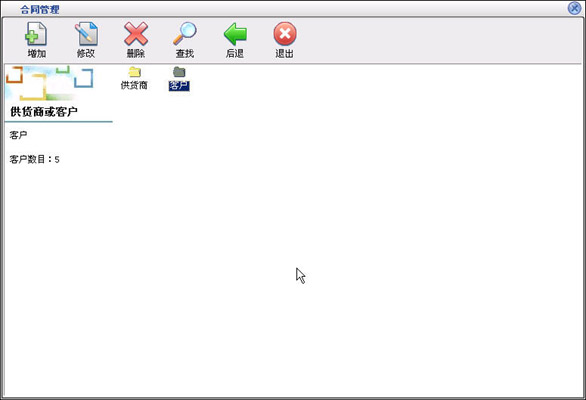 合同管理
增加 修改 删除 查找 后退 退出
供货商 客户
供货商或客户
客户
客户数目：5